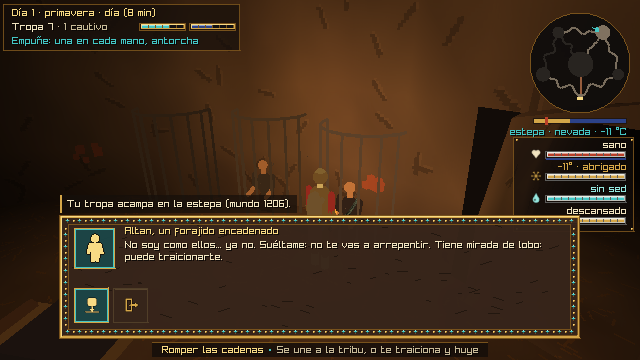 Día 1 · primavera · día (8 min)
Tropa 7 · 1 cautivo
Empuñe: una en cada mano, antorcha
estepa · nevada · -11 °C
sano
-11° · abrigado
sin sed
descansado
Tu tropa acampa en la estepa (mundo 1206).
Altan, un forajido encadenado
No soy como ellos... ya no. Suéltame: no te vas a arrepentir. Tiene mirada de lobo:
puede traicionarte.
Romper las cadenas · Se une a la tribu, o te traiciona y huye